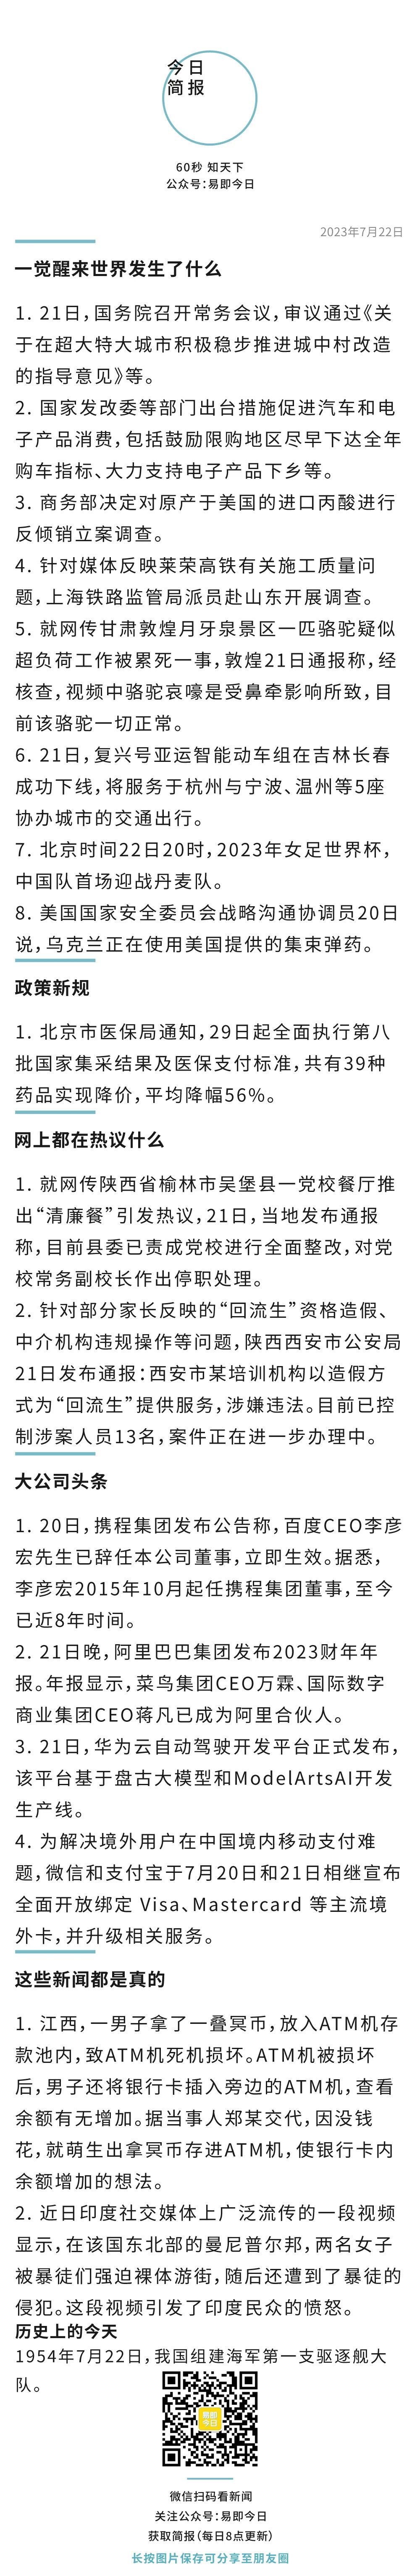 今日
简报
60秒 知天下
公众号：易即今日
2023年7月22日
一觉醒来世界发生了什么
1. 21日，国务院召开常务会议，审议通过《关
于在超大特大城市积极稳步推进城中村改造
的指导意见》等。
2. 国家发改委等部门出台措施促进汽车和电
子产品消费，包括鼓励限购地区尽早下达全年
购车指标、大力支持电子产品下乡等。
3. 商务部决定对原产于美国的进口丙酸进行
反倾销立案调查。
4. 针对媒体反映莱荣高铁有关施工质量问
题，上海铁路监管局派员赴山东开展调查。
5. 就网传甘肃敦煌月牙泉景区一匹骆驼疑似
超负荷工作被累死一事，敦煌21日通报称，经
核查，视频中骆驼哀嚎是受鼻牵影响所致，目
前该骆驼一切正常。
6. 21日，复兴号亚运智能动车组在吉林长春
成功下线，将服务于杭州与宁波、温州等5座
协办城市的交通出行。
7. 北京时间22日20时，2023年女足世界杯，
中国队首场迎战丹麦队。
8. 美国国家安全委员会战略沟通协调员20日
说，乌克兰正在使用美国提供的集束弹药。
政策新规
1. 北京市医保局通知，29日起全面执行第八
批国家集采结果及医保支付标准，共有39种
药品实现降价，平均降幅56%。
网上都在热议什么
1. 就网传陕西省榆林市吴堡县一党校餐厅推
出“清廉餐”引发热议，21日，当地发布通报
称，目前县委已责成党校进行全面整改，对党
校常务副校长作出停职处理。
2. 针对部分家长反映的“回流生”资格造假、
中介机构违规操作等问题，陕西西安市公安局
21日发布通报：西安市某培训机构以造假方
式为“回流生”提供服务，涉嫌违法。目前已控
制涉案人员13名，案件正在进一步办理中。
大公司头条
1. 20日，携程集团发布公告称，百度CEO李彦
宏先生已辞任本公司董事，立即生效。据悉，
李彦宏2015年10月起任携程集团董事，至今
已近8年时间。
2. 21日晚，阿里巴巴集团发布2023财年年
报。年报显示，菜鸟集团CEO万霖、国际数字
商业集团CEO蒋凡已成为阿里合伙人。
3. 21日，华为云自动驾驶开发平台正式发布，
该平台基于盘古大模型和ModelArtsAI开发
生产线。
4. 为解决境外用户在中国境内移动支付难
题，微信和支付宝于7月20日和21日相继宣布
全面开放绑定 Visa、Mastercard 等主流境
外卡，并升级相关服务。
这些新闻都是真的
1. 江西，一男子拿了一叠冥币，放入ATM机存
款池内，致ATM机死机损坏。ATM机被损坏
后，男子还将银行卡插入旁边的ATM机，查看
余额有无增加。据当事人郑某交代，因没钱
花，就萌生出拿冥币存进ATM机，使银行卡内
余额增加的想法。
2. 近日印度社交媒体上广泛流传的一段视频
显示，在该国东北部的曼尼普尔邦，两名女子
被暴徒们强迫裸体游街，随后还遭到了暴徒的
侵犯。这段视频引发了印度民众的愤怒。
历史上的今天
1954年7月22日，我国组建海军第一支驱逐舰大
队。
易即
今日
微信扫码看新闻
关注公众号：易即今日
获取简报（每日8点更新）
长按图片保存可分享至朋友圈